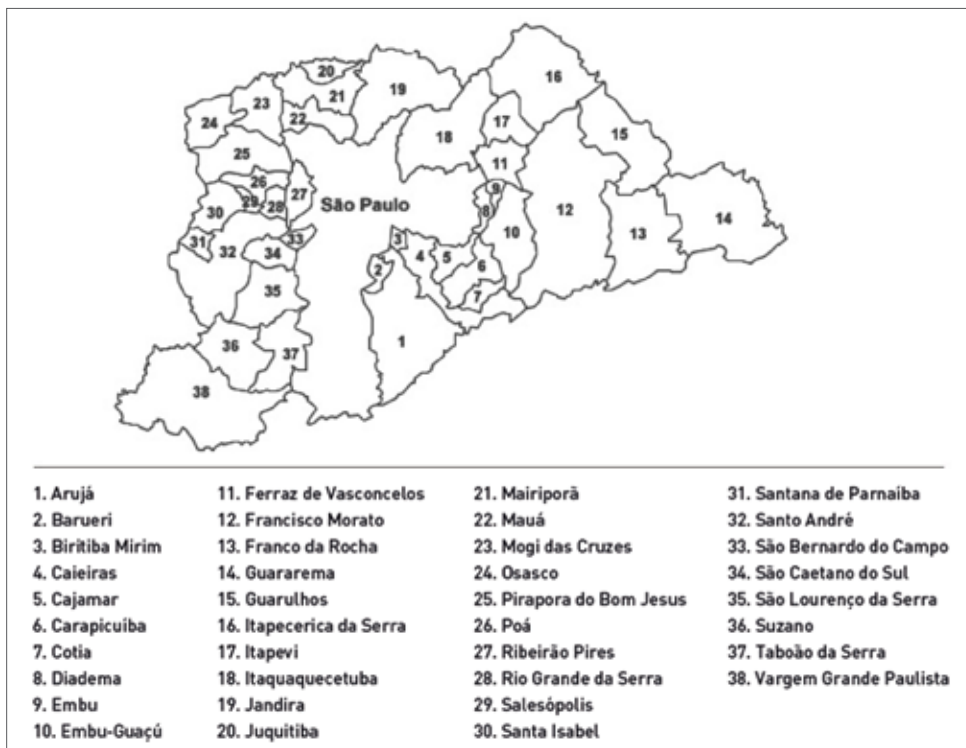 20
16
19
21
23
22
24
17
18
15
25
11
26
9
27
29
28
São Paulo
8
30
12
10
14
33
3
13
31
32
34
4
5
6
2
35
7
1
36
37
38
1. Arujá
2. Barueri
3. Biritiba Mirim
4. Caieiras
5. Cajamar
6. Carapicuíba
7. Cotia
8. Diadema
9. Embu
10. Embu-Guaçú
11. Ferraz de Vasconcelos
12. Francisco Morato
13. Franco da Rocha
14. Guararema
15. Guarulhos
16. Itapecerica da Serra
17. Itapevi
18. Itaquaquecetuba
19. Jandira
20. Juquitiba
21. Mairiporã
22. Mauá
23. Mogi das Cruzes
24. Osasco
25. Pirapora do Bom Jesus
26. Poá
27. Ribeirão Pires
28. Rio Grande da Serra
29. Salesópolis
30. Santa Isabel
31. Santana de Parnaíba
32. Santo André
33. São Bernardo do Campo
34. São Caetano do Sul
35. São Lourenço da Serra
36. Suzano
37. Taboão da Serra
38. Vargem Grande Paulista